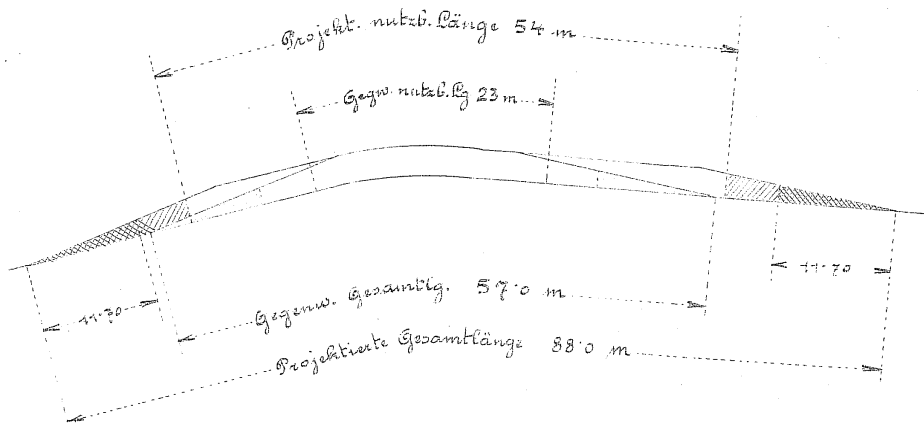 Projekt. nutzb. Länge 54 m
Gegw. nutzb. Lg 23 m
11·70
11·70
Gegenw. Gesamtlg. 57·0 m
Projektierte Gesamtlänge 88·0 m